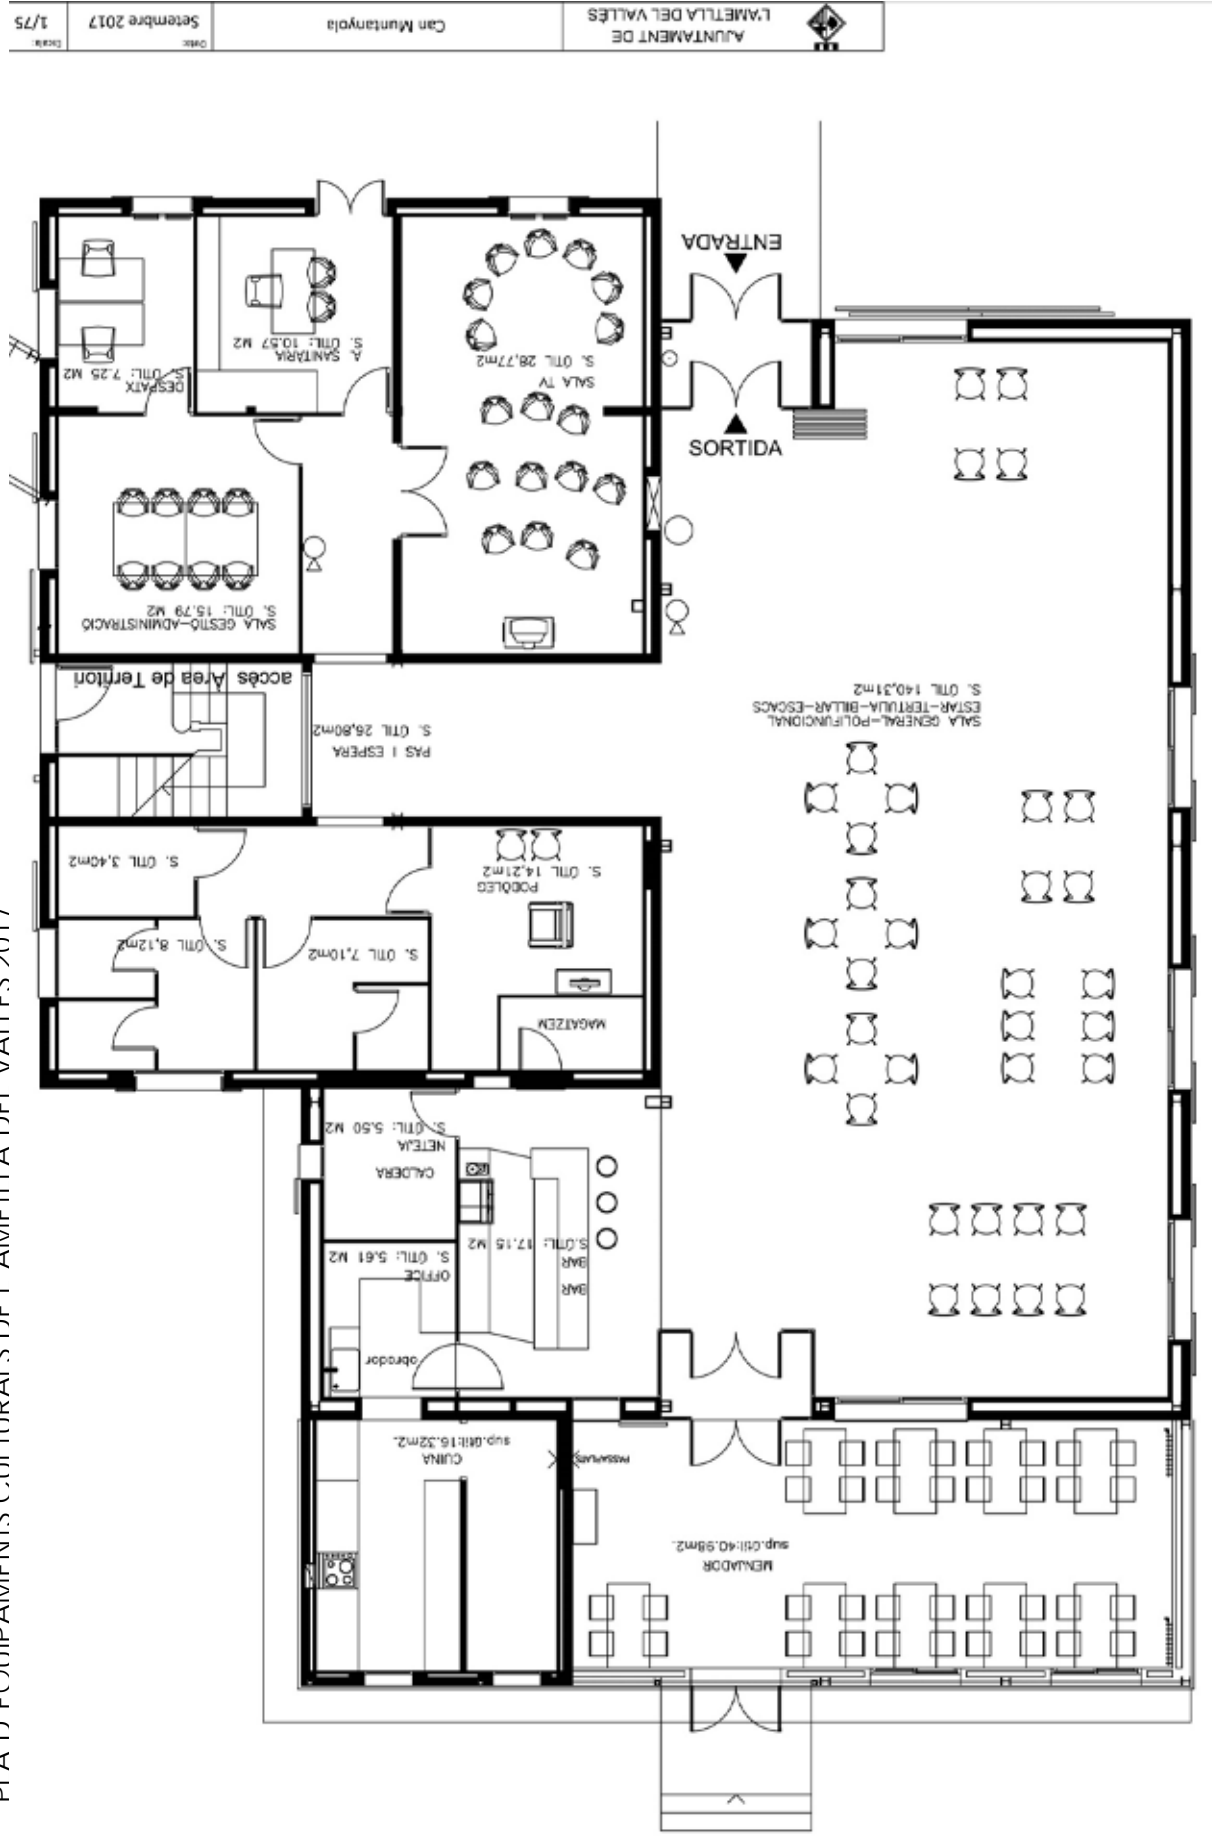 AJUNTAMENT DE
L'AMETLLA DEL VALLÈS
Can Muntanyola
Data:
Setembre 2017
Escala:
1/75
ENTRADA
SORTIDA
DESPATX
S. ÚTIL: 7.25 M2
A. SANITÀRIA
S. ÚTIL: 10.57 M2
SALA TV
S. ÚTIL 28,77m2
SALA GESTIÓ-ADMINISTRACIÓ
S. ÚTIL: 15.79 M2
accés Àrea de Territori
PAS I ESPERA
S. ÚTIL 26,80m2
SALA GENERAL-POLIFUNCIONAL
ESTAR-TERTULIA-BILLAR-ESCACS
S. ÚTIL 140,31m2
S. ÚTIL 3,40m2
S. ÚTIL 8,12m2
S. ÚTIL 7,10m2
PODÒLEG
S. ÚTIL 14,21m2
MAGATZEM
CALDERA
NETEJA
S. ÚTIL: 5.50 M2
BAR
BAR
S.ÚTIL: 17.15 M2
OFFICE
S. ÚTIL: 5.61 M2
obrador
CUINA
sup.útil:16.32m2.
PASSAPLATS
MENJADOR
sup.útil:40.98m2.
PLA D'EQUIPAMENTS CULTURALS DE L'AMETLLA DEL VALLÈS 2017